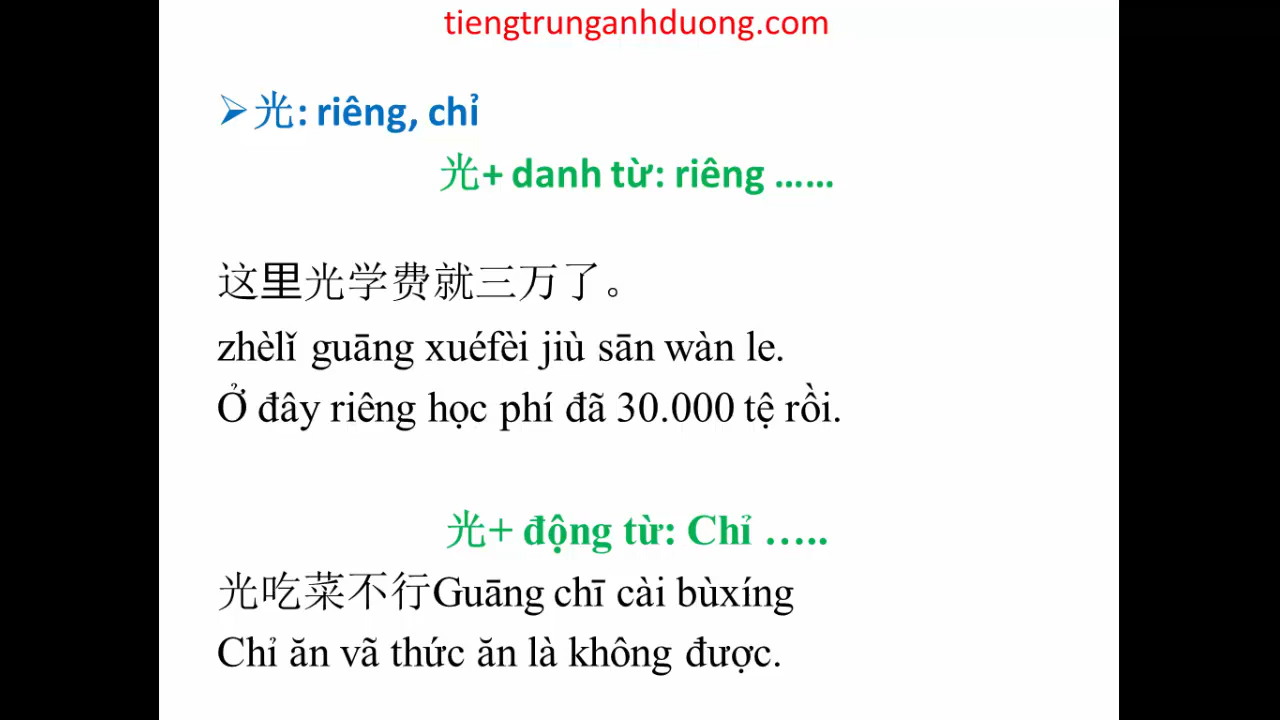 tiengtrunganhduong.com
➢光: riêng, chỉ
光+ danh từ: riêng ……
这里光学费就三万了。
zhèlǐ guāng xuéfèi jiù sān wàn le.
Ở đây riêng học phí đã 30.000 tệ rồi.
光+ động từ: Chỉ …..
光吃菜不行Guāng chī cài bùxíng
Chỉ ăn vã thức ăn là không được.